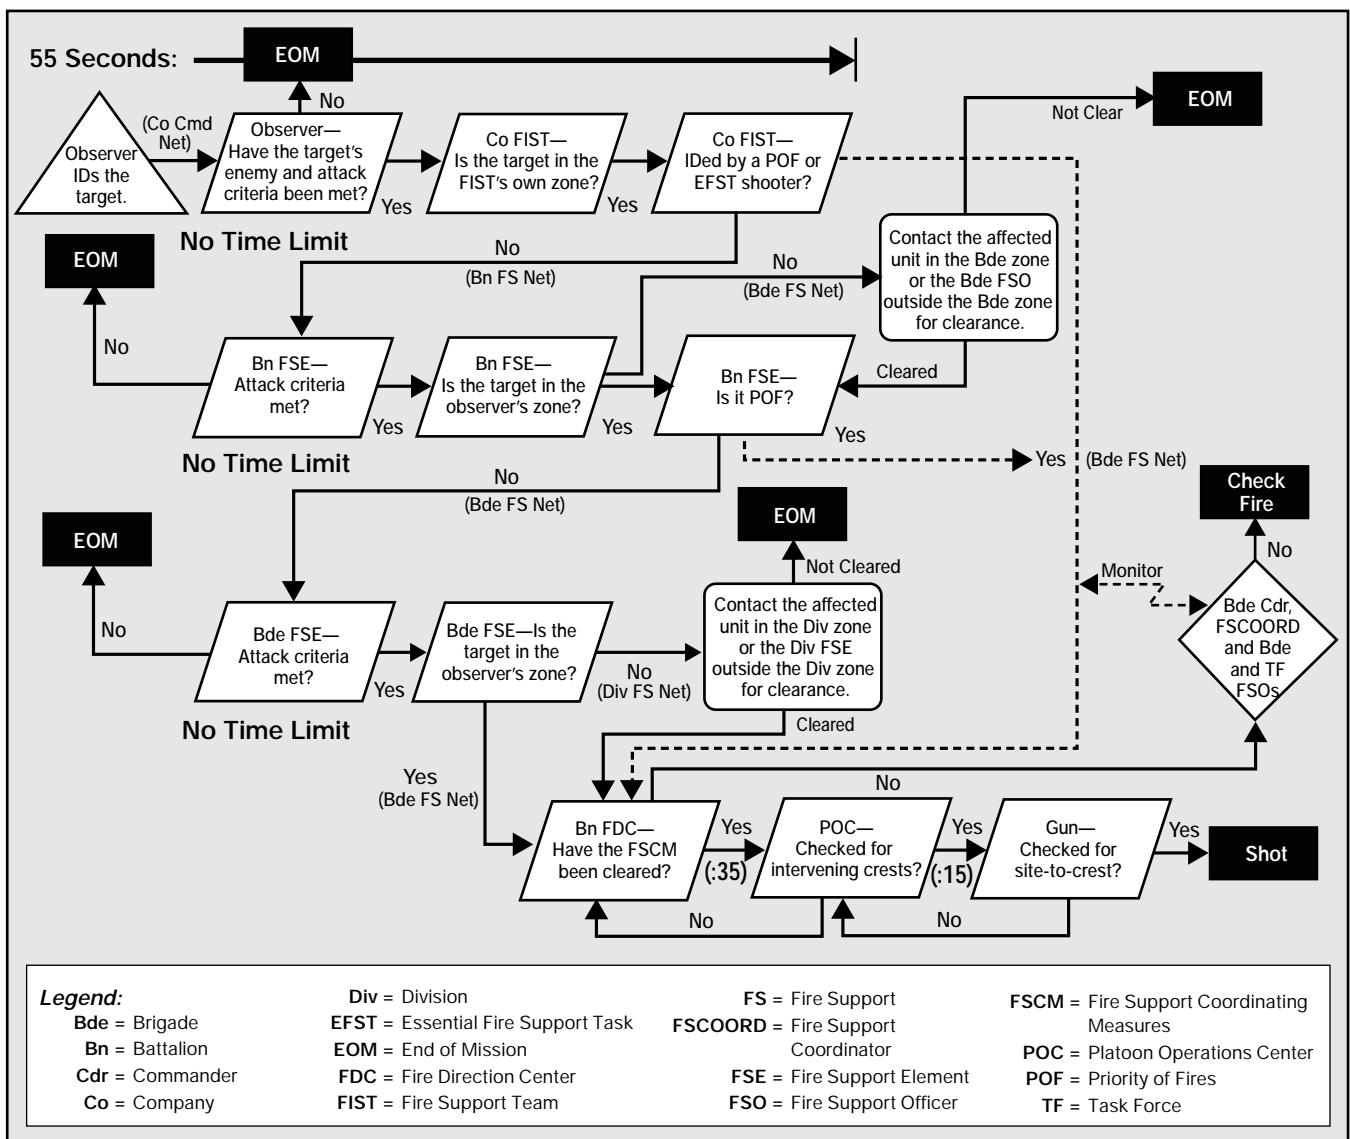 55 Seconds:
EOM
No
(Co Cmd
Net)
Observer
IDs the
target.
Observer—
Have the target's
enemy and attack
criteria been met?
Yes
Co FIST—
Is the target in the
FIST's own zone?
Yes
Co FIST—
IDed by a POF or
EFST shooter?
Not Clear
EOM
No Time Limit
No
(Bn FS Net)
EOM
No
Bn FSE—
Attack criteria
met?
Yes
Bn FSE—
Is the target in the
observer's zone?
Yes
No
(Bde FS Net)
Contact the affected
unit in the Bde zone
or the Bde FSO
outside the Bde zone
for clearance.
Cleared
Bn FSE—
Is it POF?
Yes
Yes
(Bde FS Net)
No Time Limit
No
(Bde FS Net)
EOM
No
Bde FSE—
Attack criteria
met?
Yes
Bde FSE—Is the
target in the
observer's zone?
No
(Div FS Net)
EOM
Not Cleared
Contact the affected
unit in the Div zone
or the Div FSE
outside the Div zone
for clearance.
Cleared
Check
Fire
No
Monitor
Bde Cdr,
FSCOORD
and Bde
and TF
FSOs
No Time Limit
Yes
(Bde FS Net)
No
Bn FDC—
Have the FSCM
been cleared?
Yes
(:35)
POC—
Checked for
intervening crests?
Yes
(:15)
Gun—
Checked for
site-to-crest?
Yes
Shot
No
No
Legend:
Bde = Brigade
Bn = Battalion
Cdr = Commander
Co = Company
Div = Division
EFST = Essential Fire Support Task
EOM = End of Mission
FDC = Fire Direction Center
FIST = Fire Support Team
FS = Fire Support
FSCOORD = Fire Support
Coordinator
FSE = Fire Support Element
FSO = Fire Support Officer
FSCM = Fire Support Coordinating
Measures
POC = Platoon Operations Center
POF = Priority of Fires
TF = Task Force